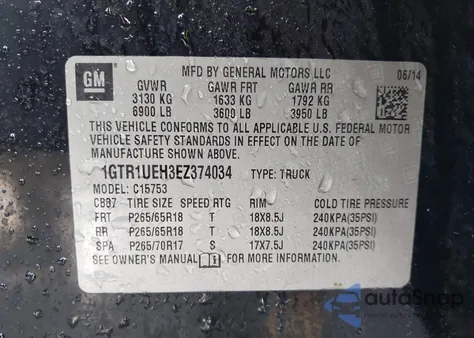 GM
MFD BY GENERAL MOTORS LLC
06/14
GVWR GAWR FRT GAWR RR
3130 KG 1633 KG 1792 KG
6900 LB 3600 LB 3950 LB
THIS VEHICLE CONFORMS TO ALL APPLICABLE U.S. FEDERAL MOTOR
VEHICLE SAFETY STANDARDS IN EFFECT ON THE DATE OF
MANUFACTURE SHOWN ABOVE.
1GTR1UEH3EZ374034 TYPE: TRUCK
MODEL: C15753
CBB7 TIRE SIZE SPEED RTG RIM COLD TIRE PRESSURE
FRT P265/65R18 T 18X8.5J 240KPA(35PSI)
RR P265/65R18 T 18X8.5J 240KPA(35PSI)
SPA P265/70R17 S 17X7.5J 240KPA(35PSI)
SEE OWNER'S MANUAL FOR ADDITIONAL INFORMATION.
autoSnap